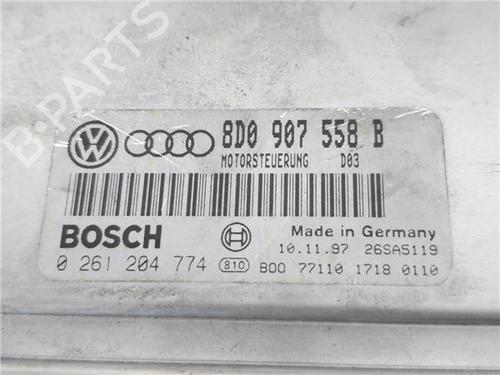 B-PARTS
8D0 907 558 B
MOTORSTEUERUNG D03
BOSCH
Made in Germany
10.11.97 26SA5119
0 261 204 774 810 B00 77110 1718 0110